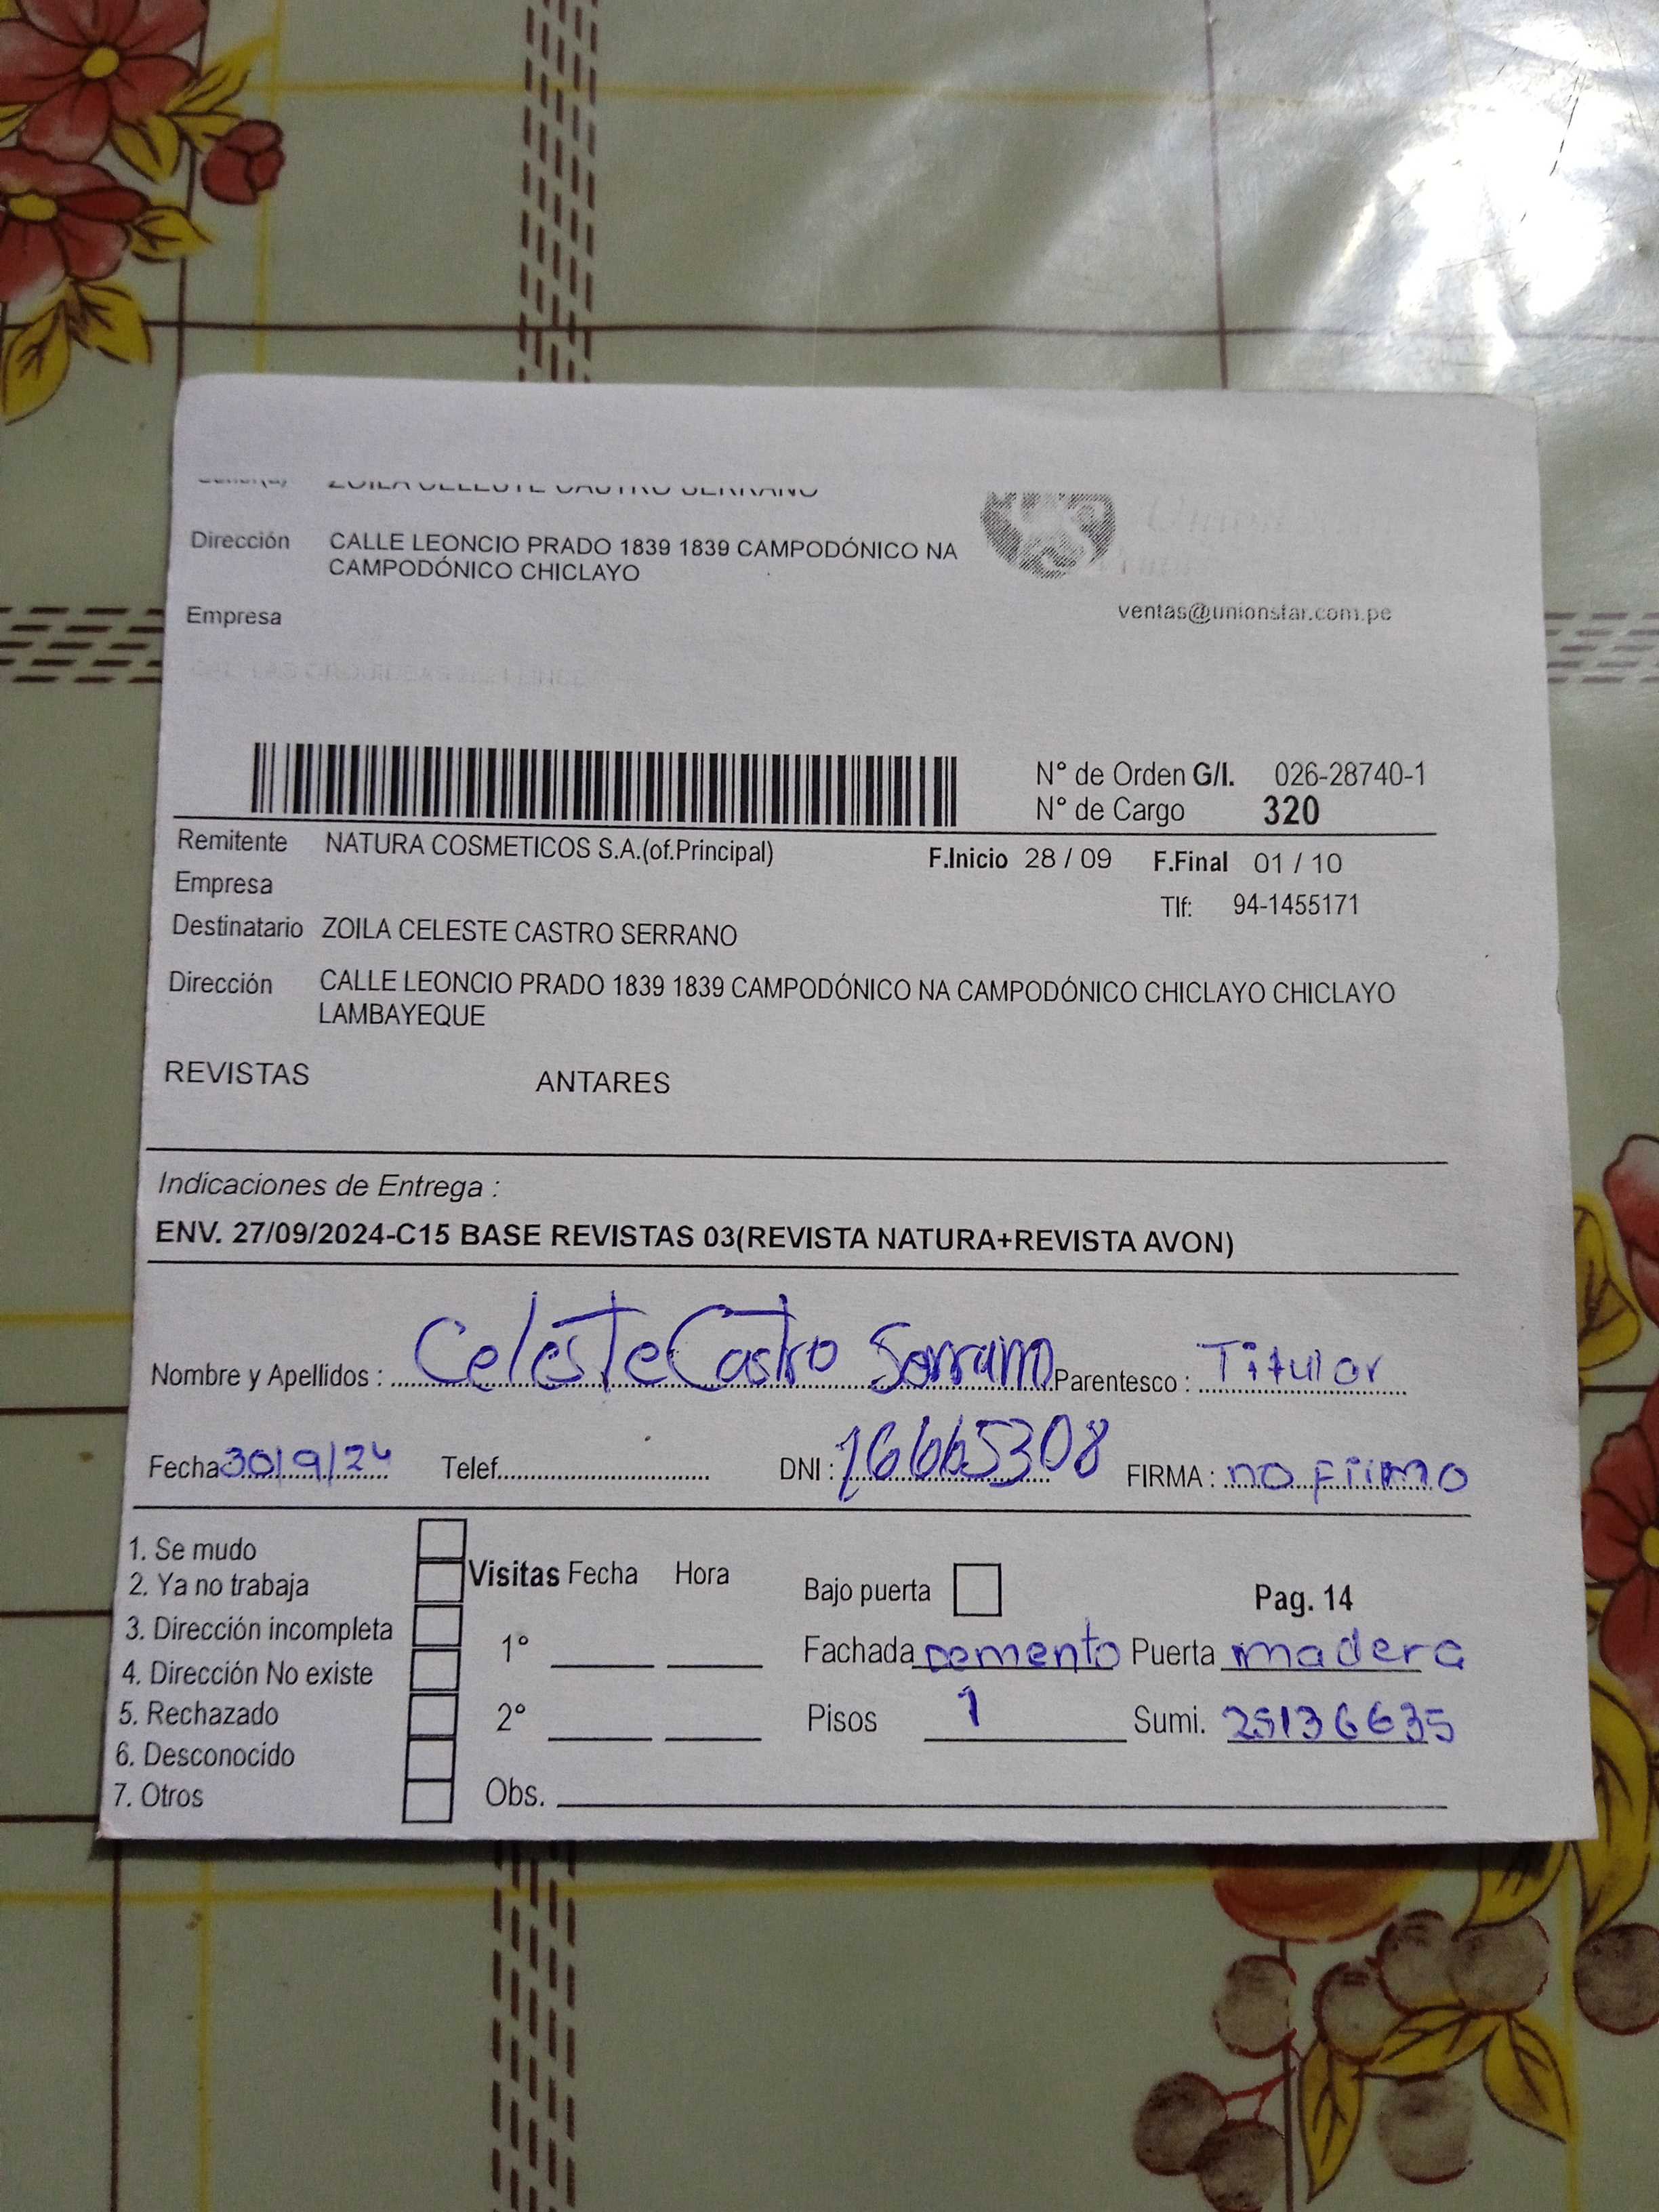 ZOILA CELESTE CASTRO SERRANO
Dirección CALLE LEONCIO PRADO 1839 1839 CAMPODÓNICO NA
CAMPODÓNICO CHICLAYO
Empresa ventas@unionstar.com.pe
N° de Orden G/I. 026-28740-1
N° de Cargo 320
Remitente NATURA COSMETICOS S.A.(of.Principal) F.Inicio 28 / 09 F.Final 01 / 10
Empresa
Tlf: 94-1455171
Destinatario ZOILA CELESTE CASTRO SERRANO
Dirección CALLE LEONCIO PRADO 1839 1839 CAMPODÓNICO NA CAMPODÓNICO CHICLAYO CHICLAYO
LAMBAYEQUE
REVISTAS ANTARES
Indicaciones de Entrega :
ENV. 27/09/2024-C15 BASE REVISTAS 03(REVISTA NATURA+REVISTA AVON)
Nombre y Apellidos : Celeste Castro Serrano Parentesco : Titular
Fecha 30/9/24 Telef. DNI : 16665308 FIRMA : no firmo
1. Se mudo
2. Ya no trabaja Visitas Fecha Hora Bajo puerta Pag. 14
3. Dirección incompleta 1° Fachada cemento Puerta madera
4. Dirección No existe
5. Rechazado 2° Pisos 1 Sumi. 25136635
6. Desconocido
7. Otros Obs.